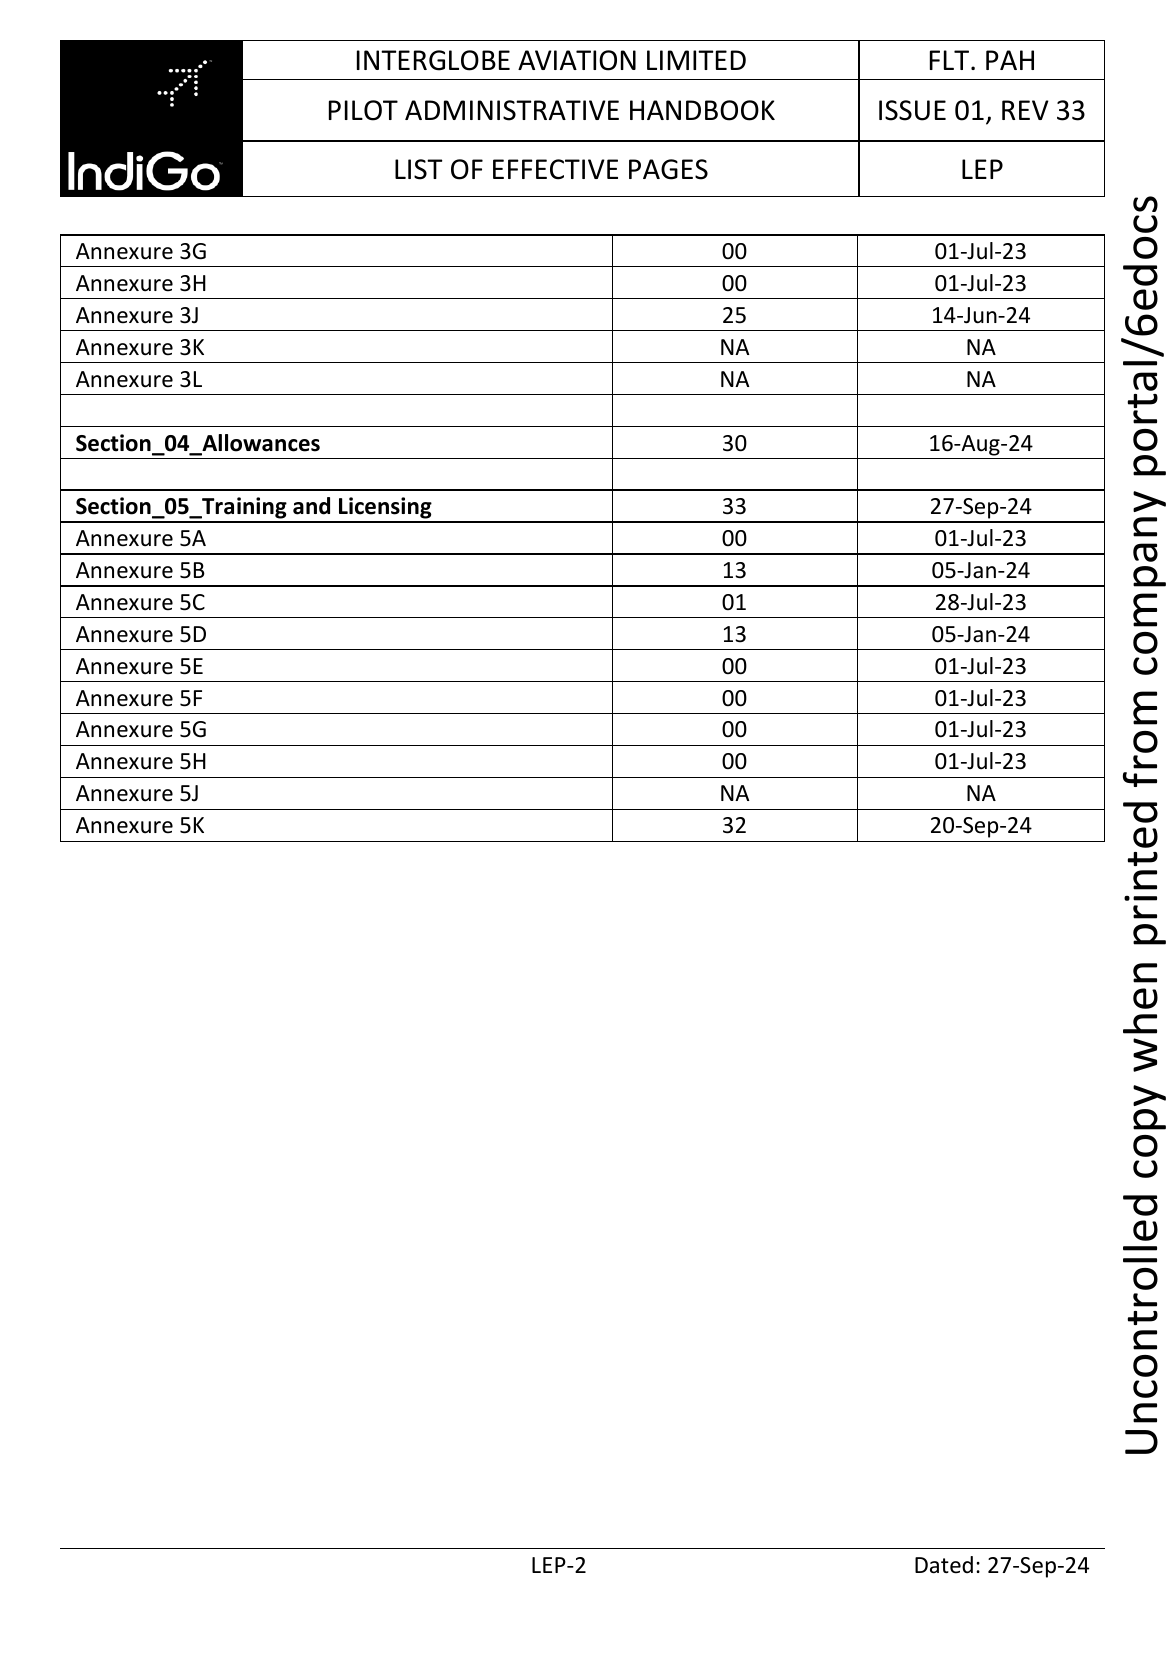 INTERGLOBE AVIATION LIMITED FLT. PAH
PILOT ADMINISTRATIVE HANDBOOK ISSUE 01, REV 33
IndiGo LIST OF EFFECTIVE PAGES LEP
Annexure 3G 00 01-Jul-23
Annexure 3H 00 01-Jul-23
Annexure 3J 25 14-Jun-24
Annexure 3K NA NA
Annexure 3L NA NA
Section_04_Allowances 30 16-Aug-24
Section_05_Training and Licensing 33 27-Sep-24
Annexure 5A 00 01-Jul-23
Annexure 5B 13 05-Jan-24
Annexure 5C 01 28-Jul-23
Annexure 5D 13 05-Jan-24
Annexure 5E 00 01-Jul-23
Annexure 5F 00 01-Jul-23
Annexure 5G 00 01-Jul-23
Annexure 5H 00 01-Jul-23
Annexure 5J NA NA
Annexure 5K 32 20-Sep-24
Uncontrolled copy when printed from company portal/6edocs
LEP-2 Dated: 27-Sep-24